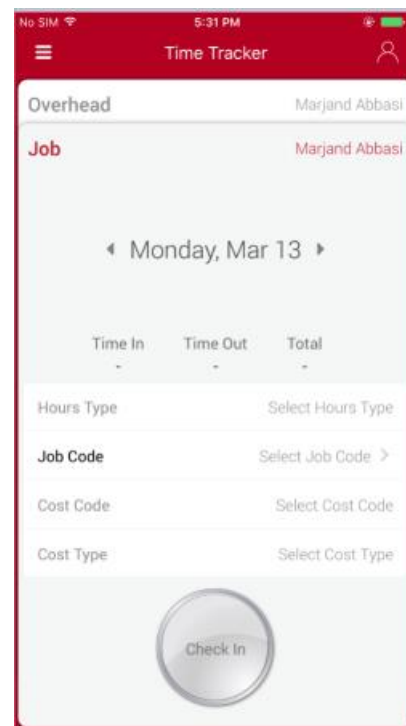 No SIM 5:31 PM
Time Tracker
Overhead Marjand Abbasi
Job Marjand Abbasi
Monday, Mar 13
Time In Time Out Total
- - -
Hours Type Select Hours Type
Job Code Select Job Code >
Cost Code Select Cost Code
Cost Type Select Cost Type
Check In